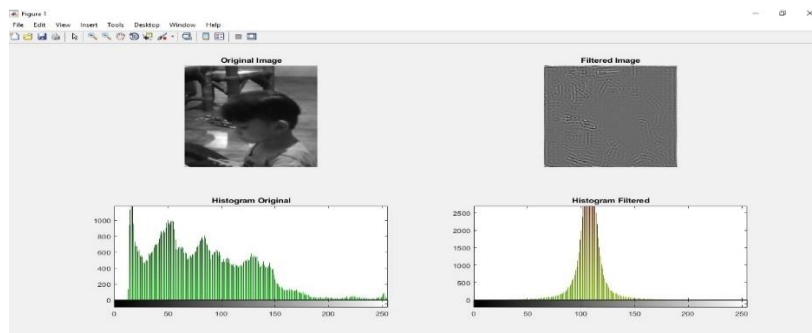 Figure 1
File Edit View Insert Tools Desktop Window Help
Original Image
Filtered Image
Histogram Original
1000
800
600
400
200
0
0 50 100 150 200 250
Histogram Filtered
2500
2000
1500
1000
500
0
0 50 100 150 200 250